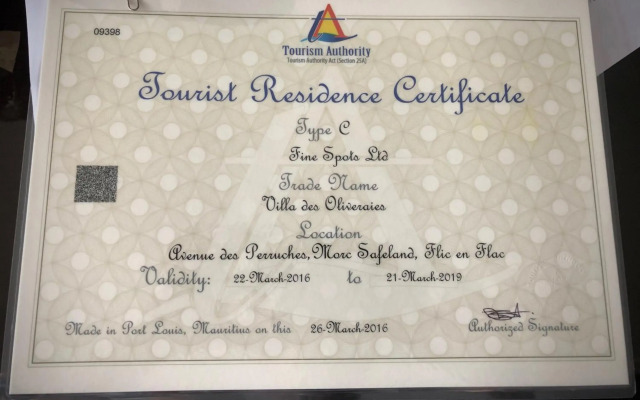 09398
Tourism Authority
Tourism Authority Act [Section 25A]
Tourist Residence Certificate
Type C
Fine Spots Ltd
Trade Name
Villa des Oliveraies
Location
Avenue des Perruches, Morc Safeland, Flic en Flac
Validity: 22-March-2016 to 21-March-2019
Made in Port Louis, Mauritius on this 26-March-2016
Authorized Signature